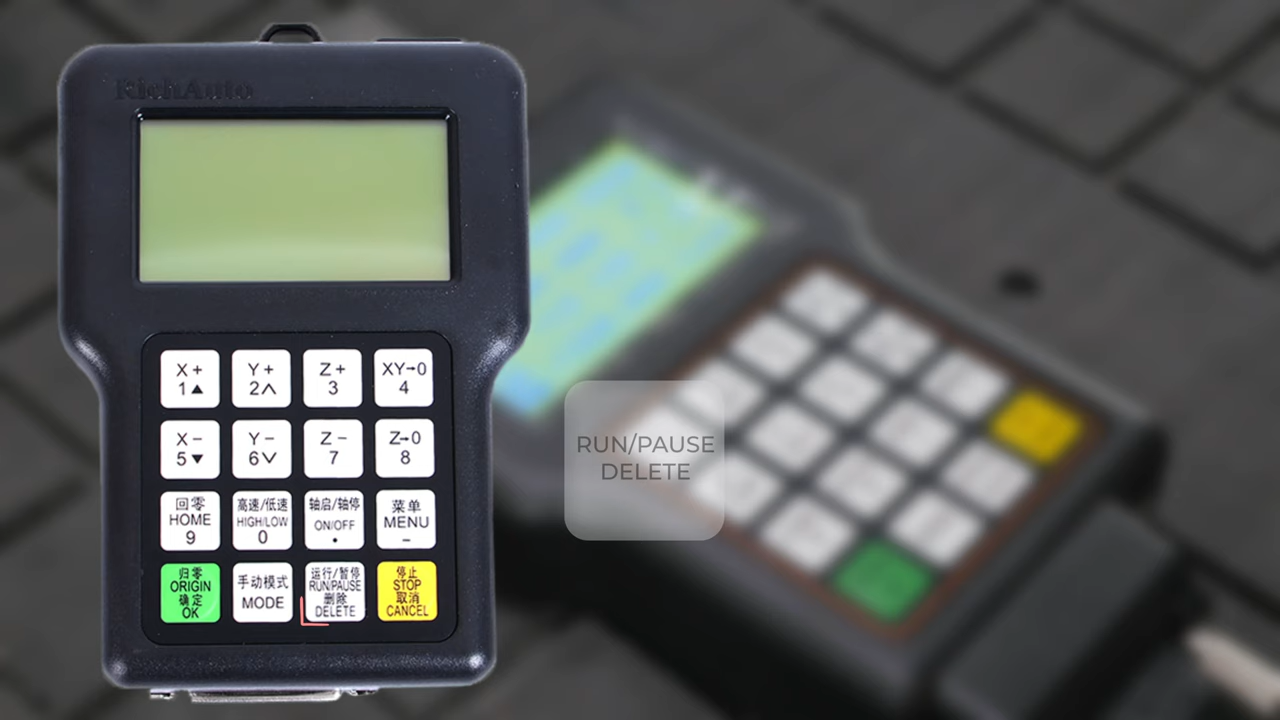 RichAuto
X+
1▲
Y+
2∧
Z+
3
XY→0
4
X−
5▼
Y−
6∨
Z−
7
Z→0
8
回零
HOME
9
高速/低速
HIGH/LOW
0
轴启/轴停
ON/OFF
•
菜单
MENU
−
归零
ORIGIN
确定
OK
手动模式
MODE
运行/暂停
RUN/PAUSE
删除
DELETE
停止
STOP
取消
CANCEL
RUN/PAUSE
DELETE